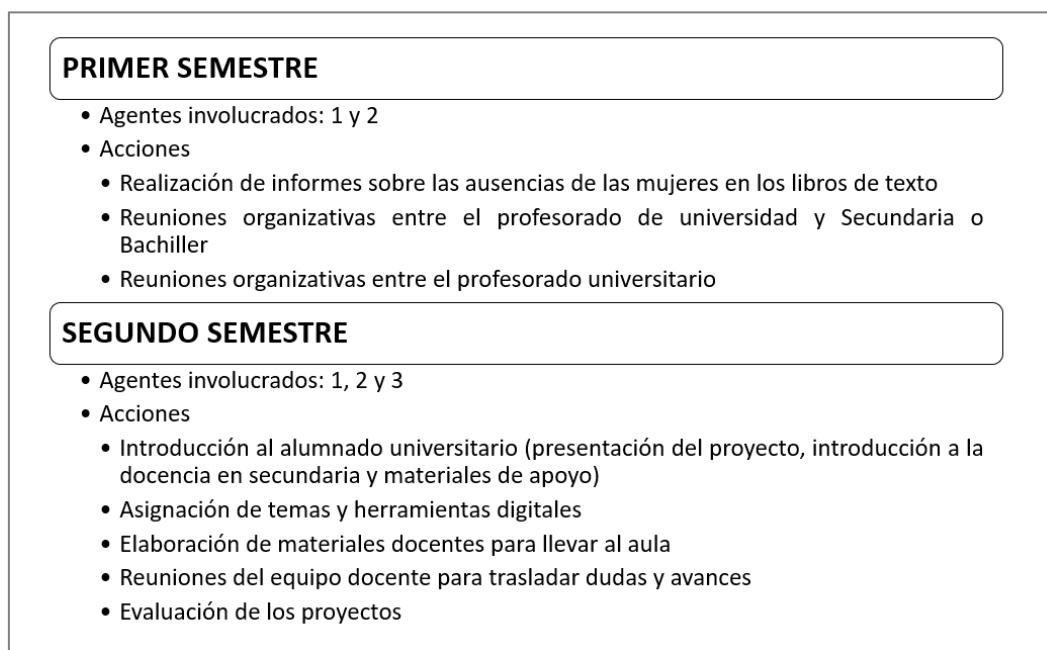 PRIMER SEMESTRE
• Agentes involucrados: 1 y 2
• Acciones
• Realización de informes sobre las ausencias de las mujeres en los libros de texto
• Reuniones organizativas entre el profesorado de universidad y Secundaria o
Bachiller
• Reuniones organizativas entre el profesorado universitario
SEGUNDO SEMESTRE
• Agentes involucrados: 1, 2 y 3
• Acciones
• Introducción al alumnado universitario (presentación del proyecto, introducción a la
docencia en secundaria y materiales de apoyo)
• Asignación de temas y herramientas digitales
• Elaboración de materiales docentes para llevar al aula
• Reuniones del equipo docente para trasladar dudas y avances
• Evaluación de los proyectos